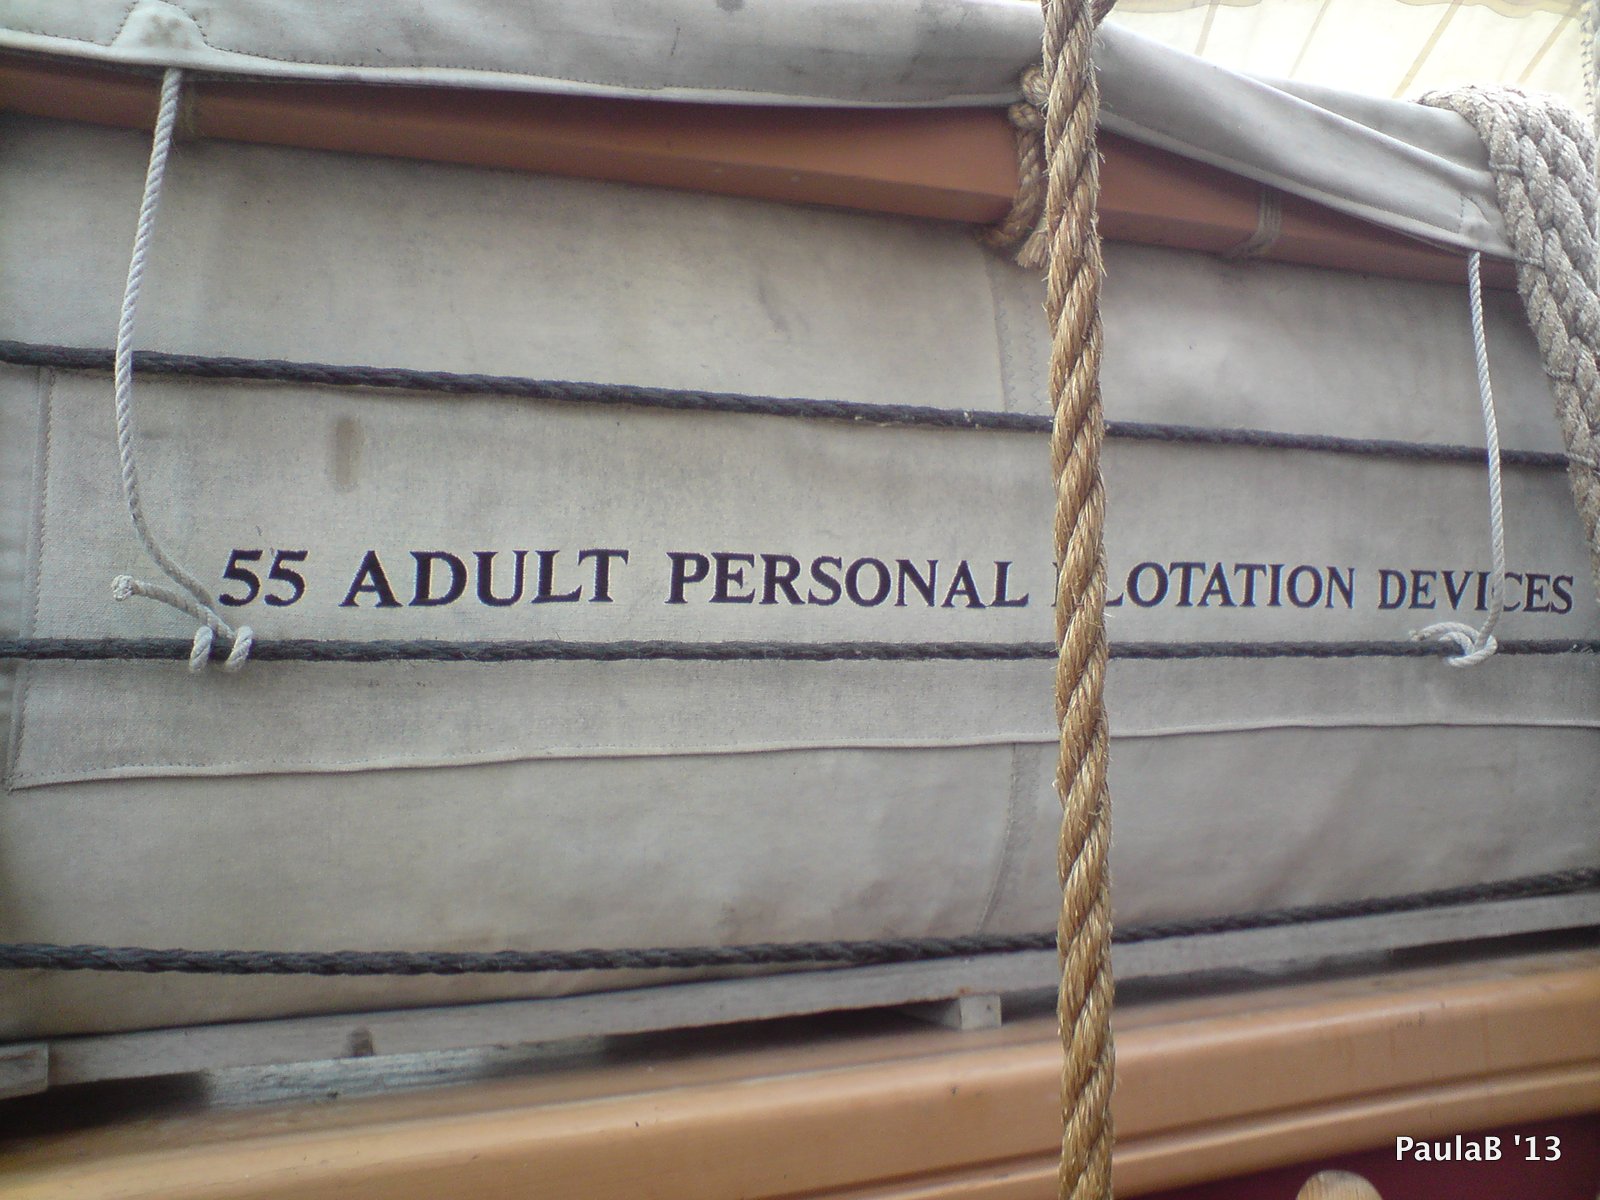 55 ADULT PERSONAL FLOTATION DEVICES
PaulaB '13